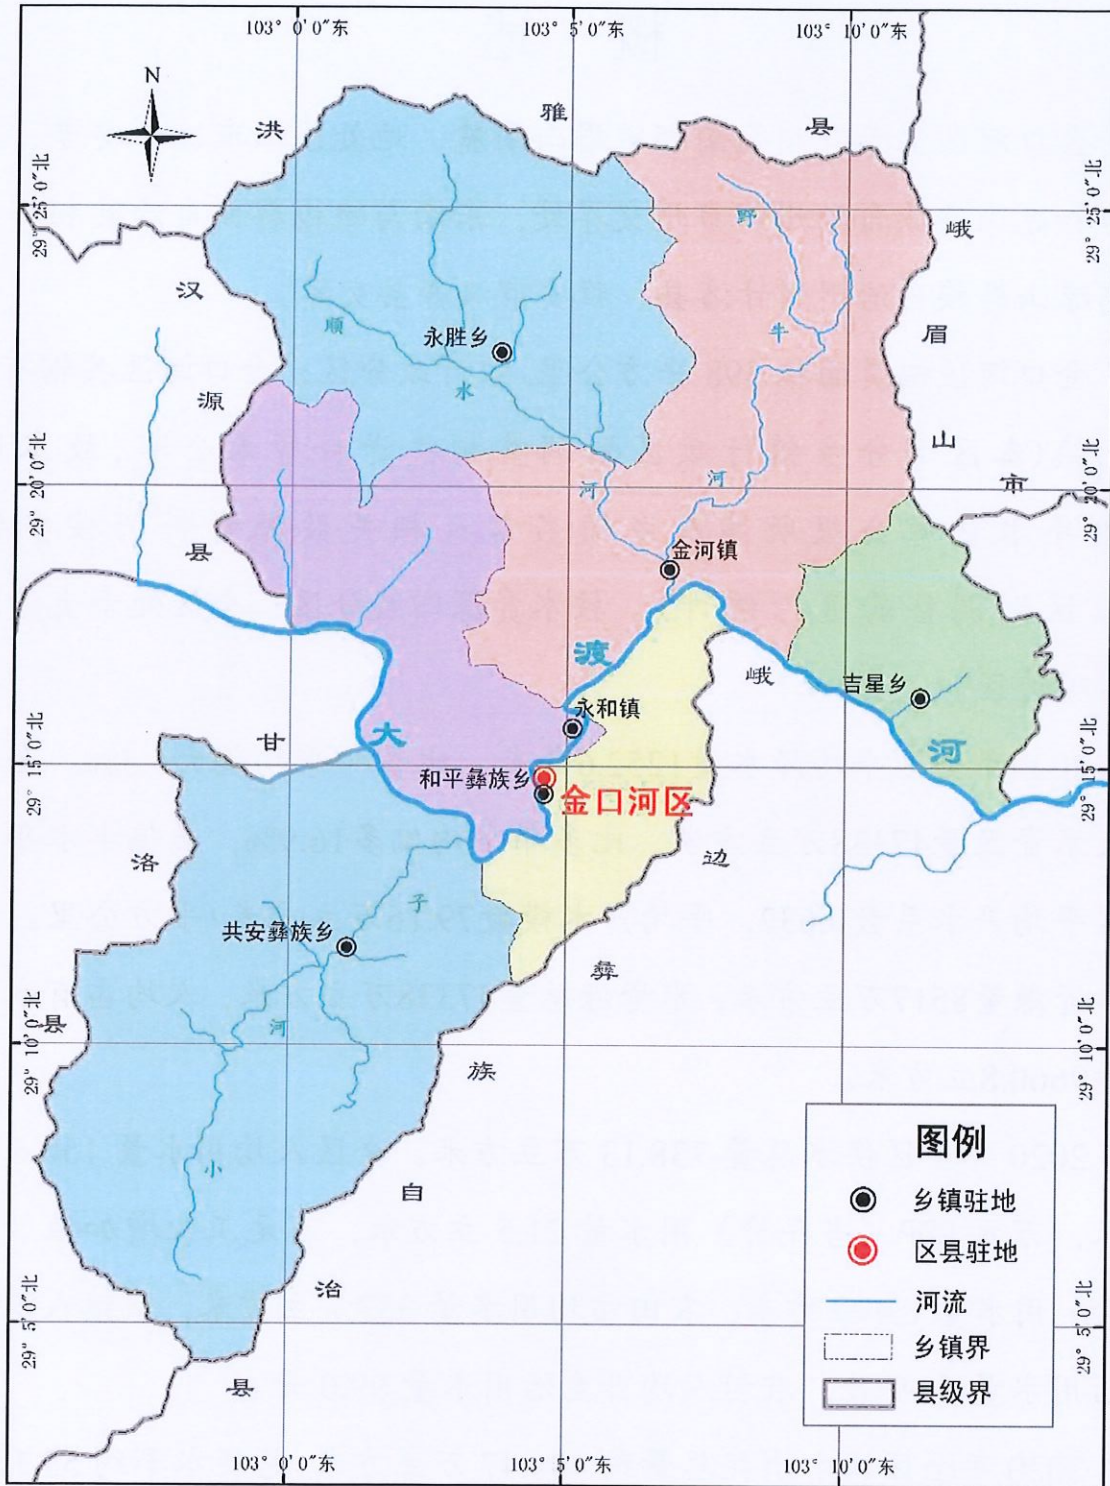 103° 0′ 0″东
103° 5′ 0″东
103° 10′ 0″东
N
洪
雅
县
29° 25′ 0″北
29° 25′ 0″北
野
峨
汉
顺
永胜乡
牛
眉
源
水
山
29° 20′ 0″北
河
河
市
29° 20′ 0″北
县
金河镇
渡
峨
吉星乡
永和镇
甘
大
河
29° 15′ 0″北
29° 15′ 0″北
和平彝族乡
金口河区
洛
边
子
共安彝族乡
彝
县
河
族
29° 10′ 0″北
29° 10′ 0″北
小
自
治
县
29° 5′ 0″北
29° 5′ 0″北
图例
乡镇驻地
区县驻地
河流
乡镇界
县级界
103° 0′ 0″东
103° 5′ 0″东
103° 10′ 0″东